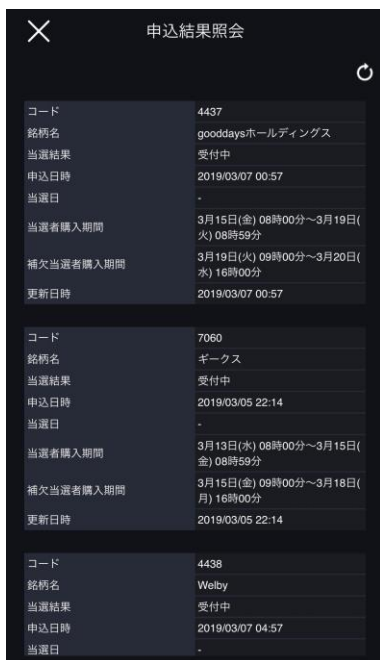 申込結果照会
コード 4437
銘柄名 gooddaysホールディングス
当選結果 受付中
申込日時 2019/03/07 00:57
当選日 -
当選者購入期間 3月15日(金) 08時00分～3月19日(
火) 08時59分
補欠当選者購入期間 3月19日(火) 09時00分～3月20日(
水) 16時00分
更新日時 2019/03/07 00:57
コード 7060
銘柄名 ギークス
当選結果 受付中
申込日時 2019/03/05 22:14
当選日 -
当選者購入期間 3月13日(水) 08時00分～3月15日(
金) 08時59分
補欠当選者購入期間 3月15日(金) 09時00分～3月18日(
月) 16時00分
更新日時 2019/03/05 22:14
コード 4438
銘柄名 Welby
当選結果 受付中
申込日時 2019/03/07 04:57
当選日 -